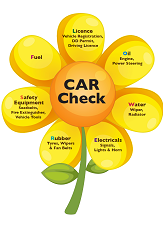 Licence
Vehicle Registration,
DG Permits,
Driving Licence
Oil
Engine,
Power Steering
Water
Wiper,
Radiator
Electricals
Signals,
Lights & Horn
Rubber
Tyres, Wipers
& Fan Belts
Safety
Equipment
Seatbelts,
Fire Extinguisher,
Vehicle Tools
Fuel
CAR
Check